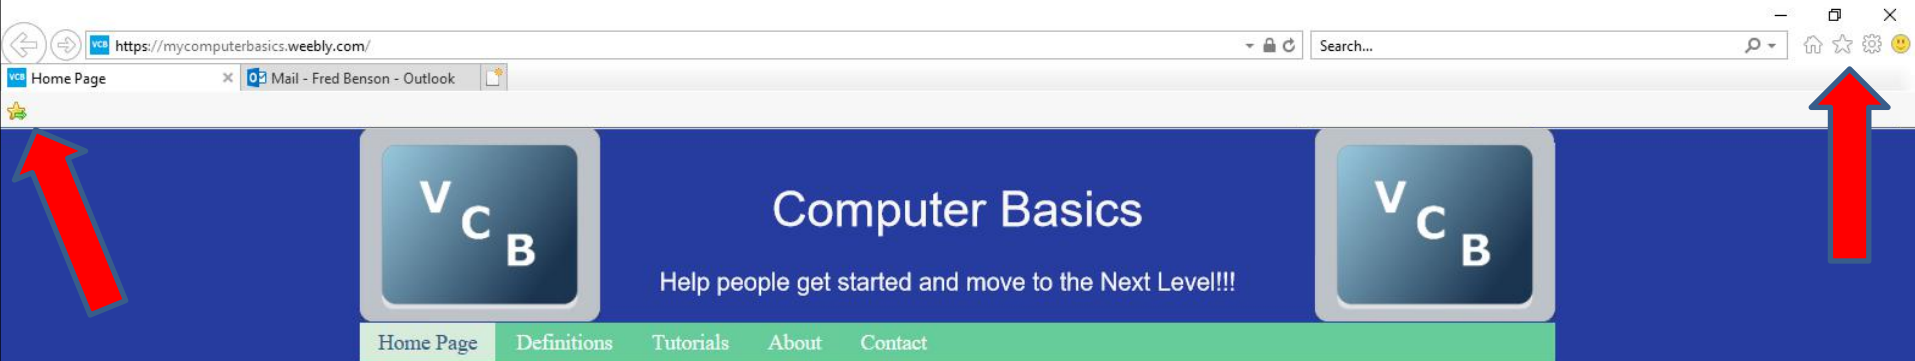 VCB https://mycomputerbasics.weebly.com/ Search...
VCB Home Page Mail - Fred Benson - Outlook
V C B
Computer Basics
Help people get started and move to the Next Level!!!
V C B
Home Page Definitions Tutorials About Contact